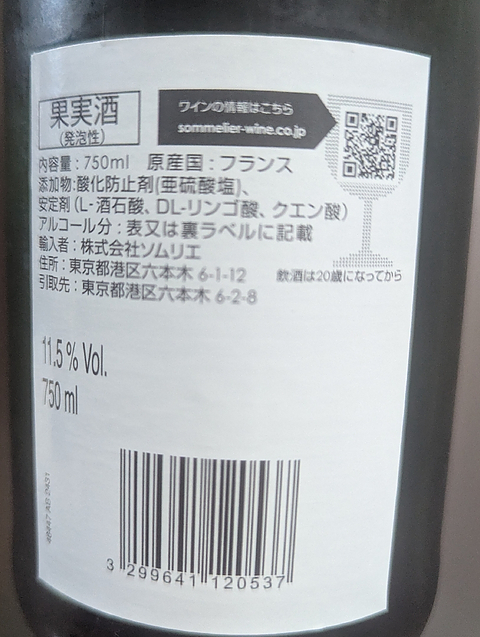 果実酒
(発泡性)
ワインの情報はこちら
sommelier-wine.co.jp
内容量：750ml 原産国：フランス
添加物：酸化防止剤(亜硫酸塩)、
安定剤（L-酒石酸、DL-リンゴ酸、クエン酸）
アルコール分：表又は裏ラベルに記載
輸入者：株式会社ソムリエ
住所：東京都港区六本木 6-1-12
引取先：東京都港区六本木 6-2-8
飲酒は20歳になってから
11.5 % Vol.
750 ml
3 299641 120537